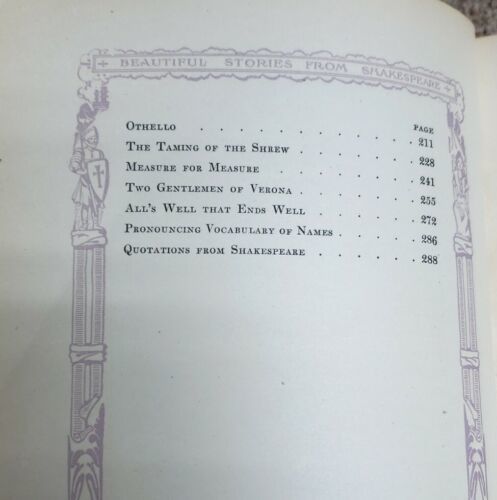 BEAUTIFUL STORIES FROM SHAKESPEARE
PAGE
OTHELLO . . . . . . . . . . . 211
THE TAMING OF THE SHREW . . . . . . . 228
MEASURE FOR MEASURE . . . . . . . 241
TWO GENTLEMEN OF VERONA . . . . . . . 255
ALL'S WELL THAT ENDS WELL . . . . . . 272
PRONOUNCING VOCABULARY OF NAMES . . . . . 286
QUOTATIONS FROM SHAKESPEARE . . . . . . 288